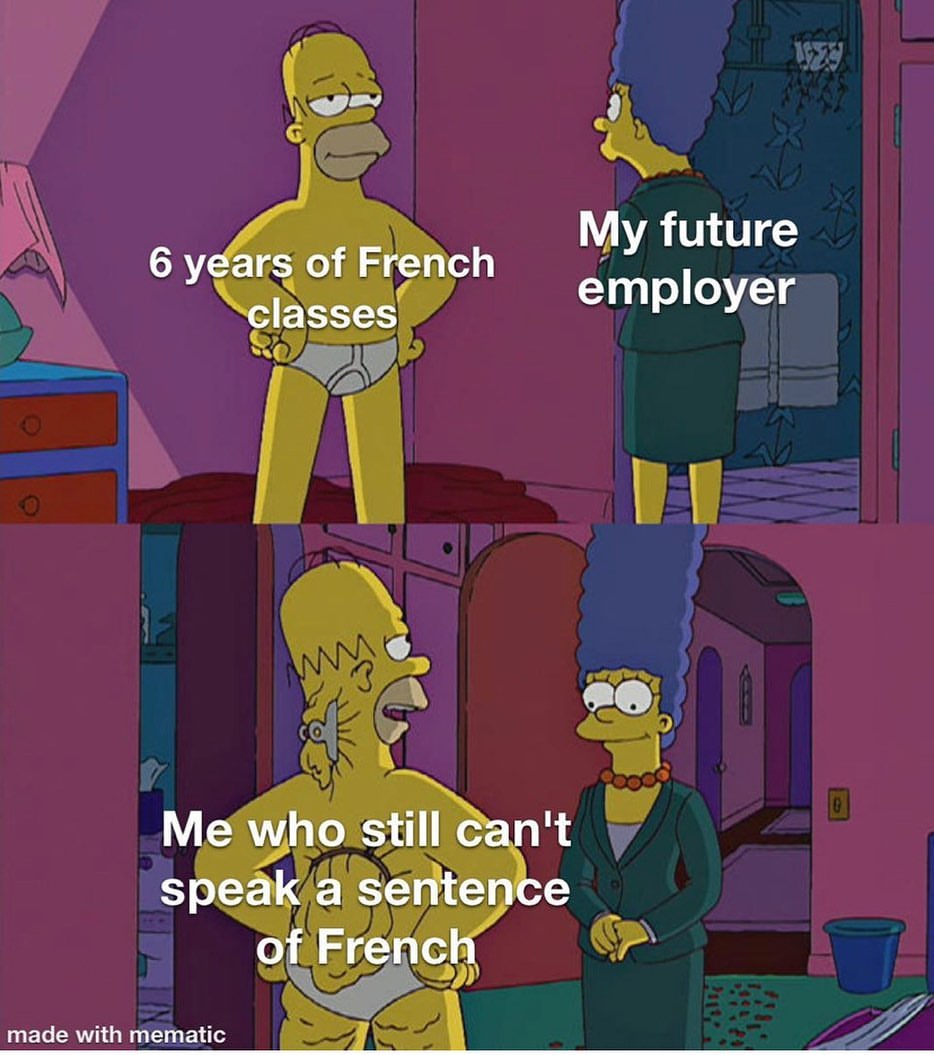 6 years of French
classes
My future
employer
Me who still can't
speak a sentence
of French
made with mematic